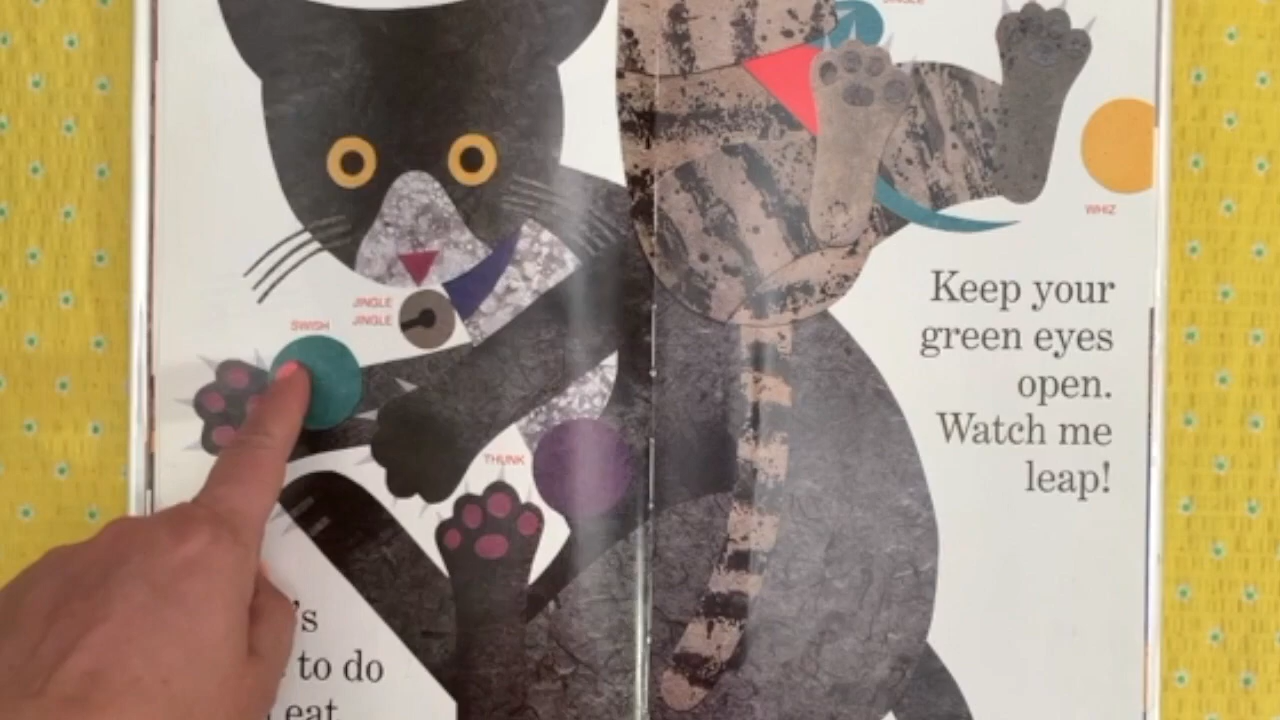 JINGLE
JINGLE
SWISH
THUNK
's
to do
eat
WHIZ
Keep your
green eyes
open.
Watch me
leap!